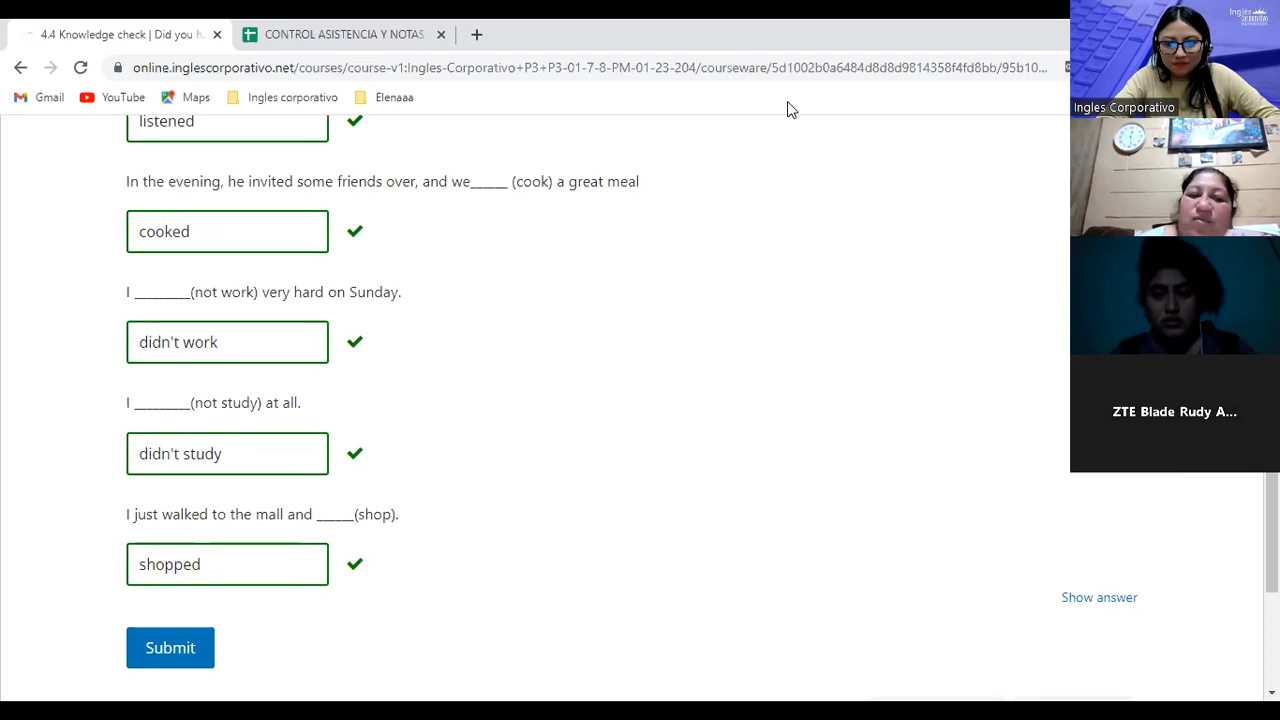 4.4 Knowledge check | Did you h
CONTROL ASISTENCIA Y NOTAS
online.inglescorporativo.net/courses/course-v1:Ingles-Corporativo+P3+P3-01-7-8-PM-01-23-204/courseware/5d1002b0a6484d8d8d9814358f4fd8bb/95b10...
Gmail
YouTube
Maps
Ingles corporativo
Elenaaa
listened
In the evening, he invited some friends over, and we______ (cook) a great meal
cooked
I _________(not work) very hard on Sunday.
didn't work
I _________(not study) at all.
didn't study
I just walked to the mall and ______(shop).
shopped
Show answer
Submit
Ingles Corporativo
ZTE Blade Rudy A...